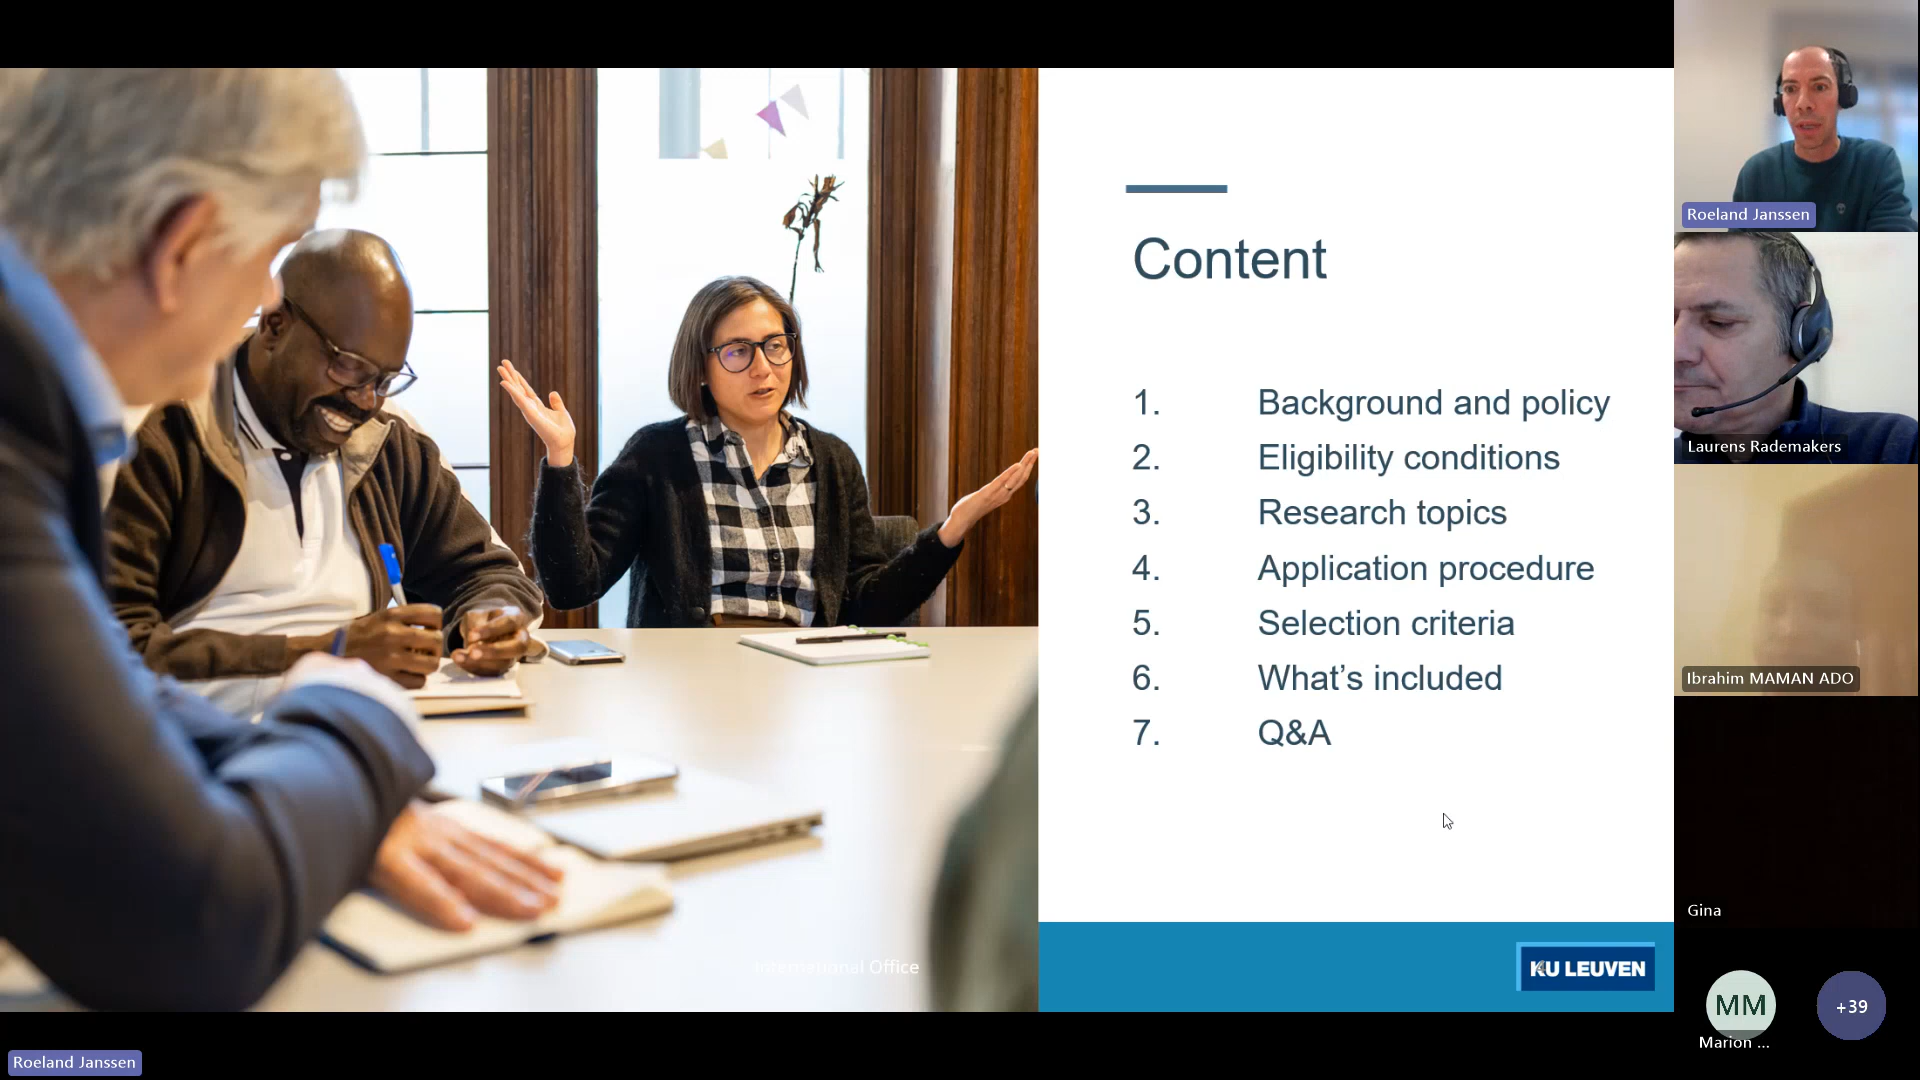 Content
1. Background and policy
2. Eligibility conditions
3. Research topics
4. Application procedure
5. Selection criteria
6. What's included
7. Q&A
International Office
KU LEUVEN
Roeland Janssen
Roeland Janssen
Laurens Rademakers
Ibrahim MAMAN ADO
Gina
MM
Marion ...
+39